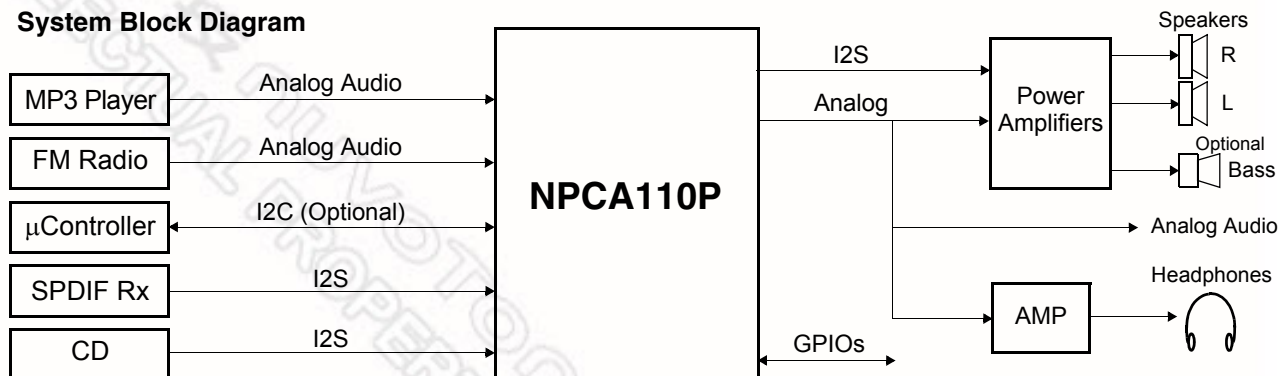 System Block Diagram
MP3 Player
Analog Audio
FM Radio
Analog Audio
μController
I2C (Optional)
SPDIF Rx
I2S
CD
I2S
NPCA110P
I2S
Analog
GPIOs
Power
Amplifiers
Speakers
R
L
Optional
Bass
Analog Audio
AMP
Headphones
NUVOTON